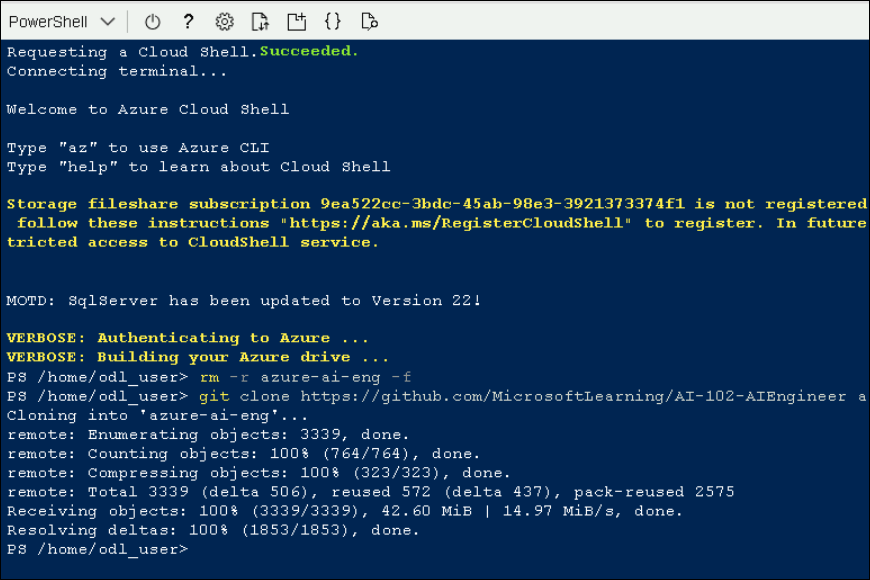 PowerShell
Requesting a Cloud Shell.Succeeded.
Connecting terminal...
Welcome to Azure Cloud Shell
Type "az" to use Azure CLI
Type "help" to learn about Cloud Shell
Storage fileshare subscription 9ea522cc-3bdc-45ab-98e3-3921373374f1 is not registered
follow these instructions "https://aka.ms/RegisterCloudShell" to register. In future
tricted access to CloudShell service.
MOTD: SqlServer has been updated to Version 22!
VERBOSE: Authenticating to Azure ...
VERBOSE: Building your Azure drive ...
PS /home/odl_user> rm -r azure-ai-eng -f
PS /home/odl_user> git clone https://github.com/MicrosoftLearning/AI-102-AIEngineer a
Cloning into 'azure-ai-eng'...
remote: Enumerating objects: 3339, done.
remote: Counting objects: 100% (764/764), done.
remote: Compressing objects: 100% (323/323), done.
remote: Total 3339 (delta 506), reused 572 (delta 437), pack-reused 2575
Receiving objects: 100% (3339/3339), 42.60 MiB | 14.97 MiB/s, done.
Resolving deltas: 100% (1853/1853), done.
PS /home/odl_user>